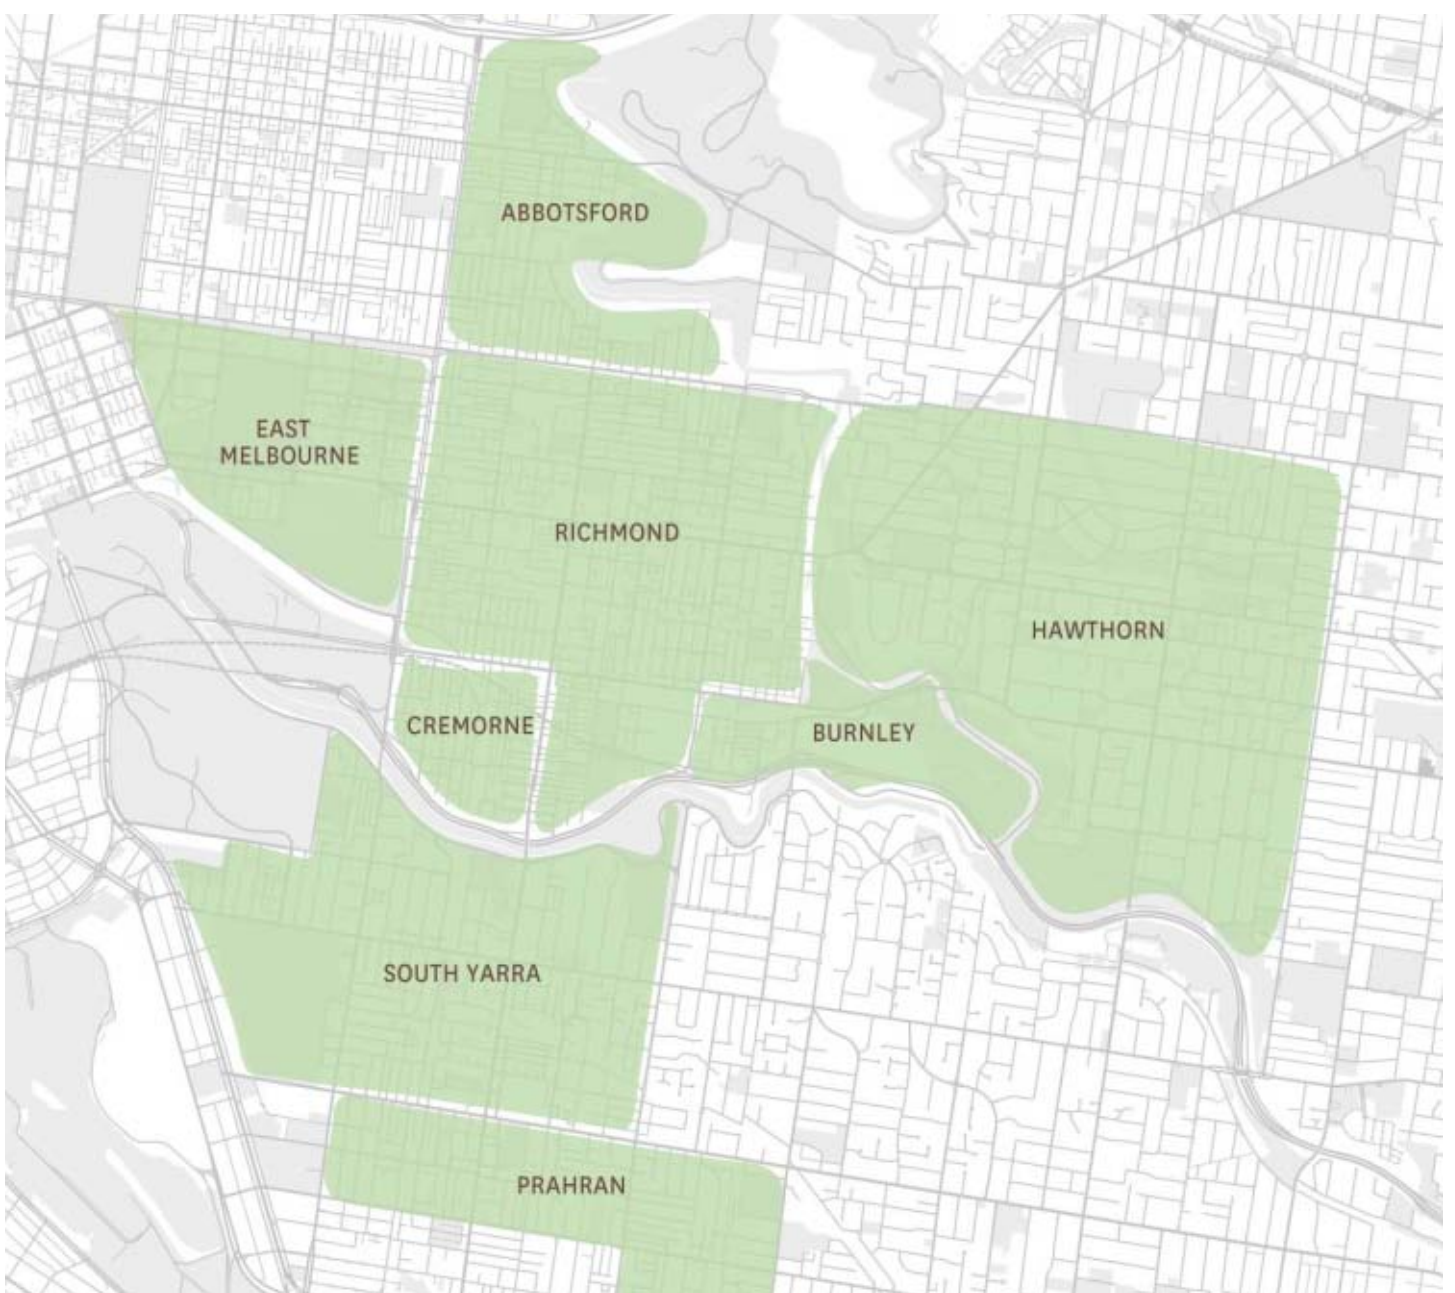 ABBOTSFORD
EAST
MELBOURNE
RICHMOND
HAWTHORN
CREMORNE
BURNLEY
SOUTH YARRA
PRAHRAN